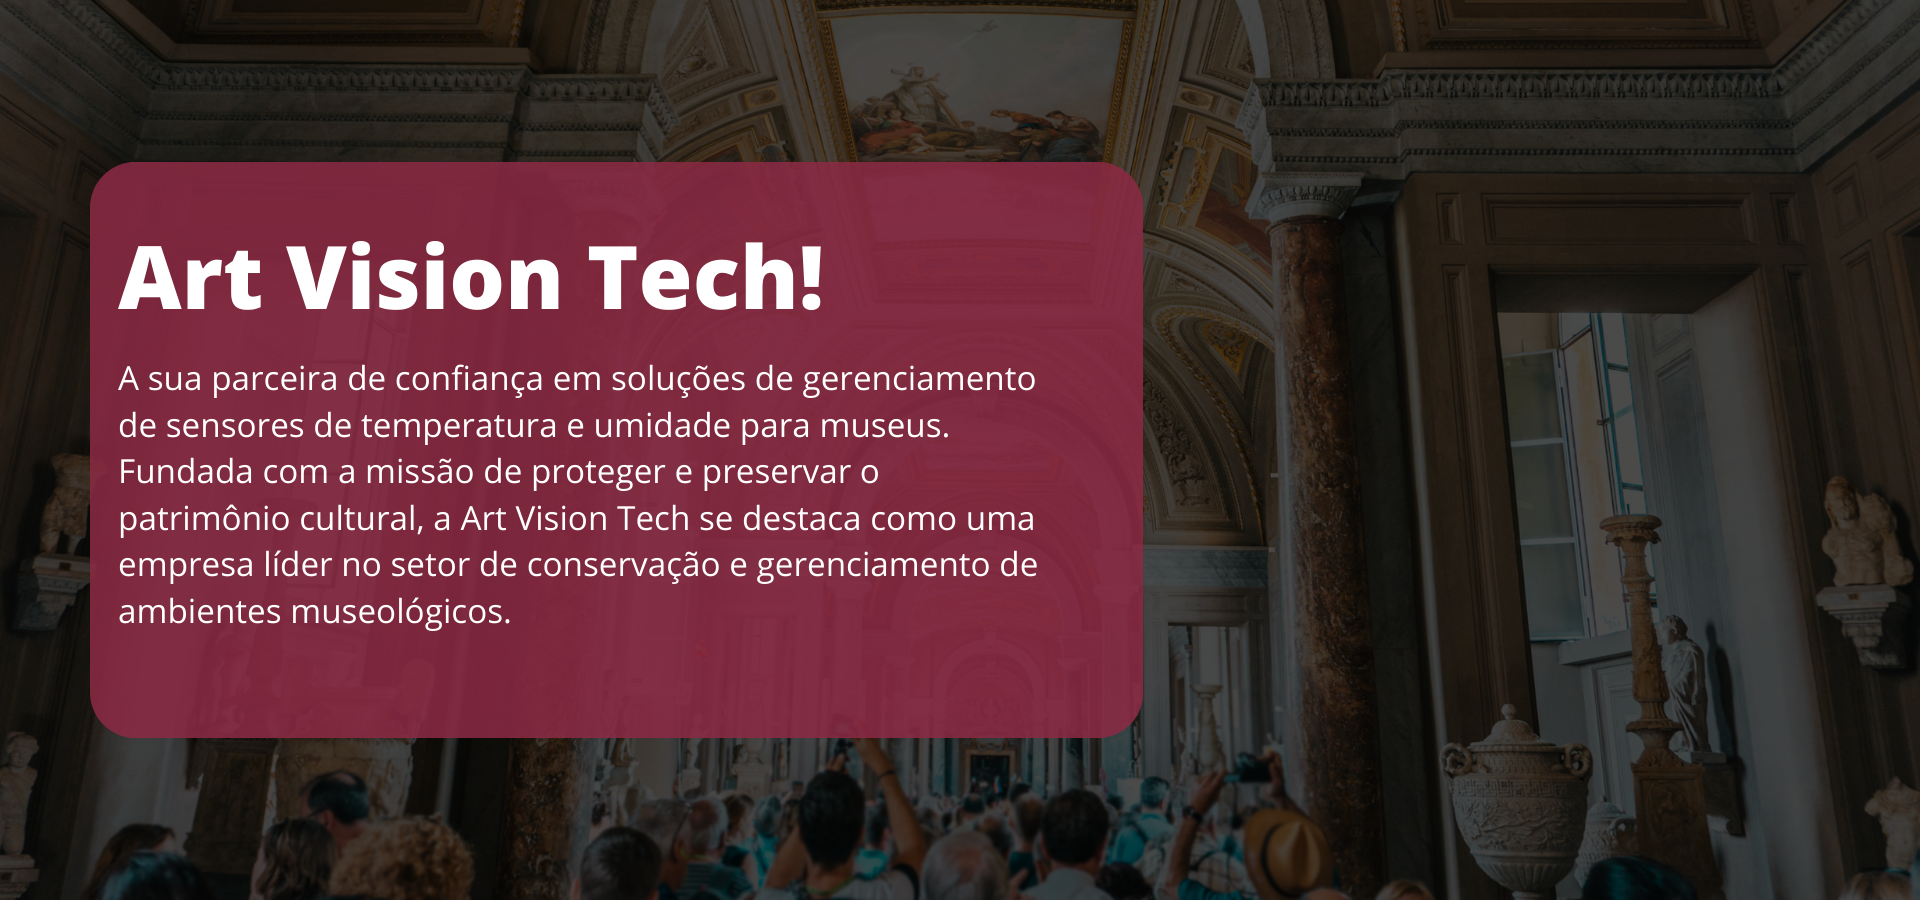 Art Vision Tech!
A sua parceira de confiança em soluções de gerenciamento
de sensores de temperatura e umidade para museus.
Fundada com a missão de proteger e preservar o
patrimônio cultural, a Art Vision Tech se destaca como uma
empresa líder no setor de conservação e gerenciamento de
ambientes museológicos.